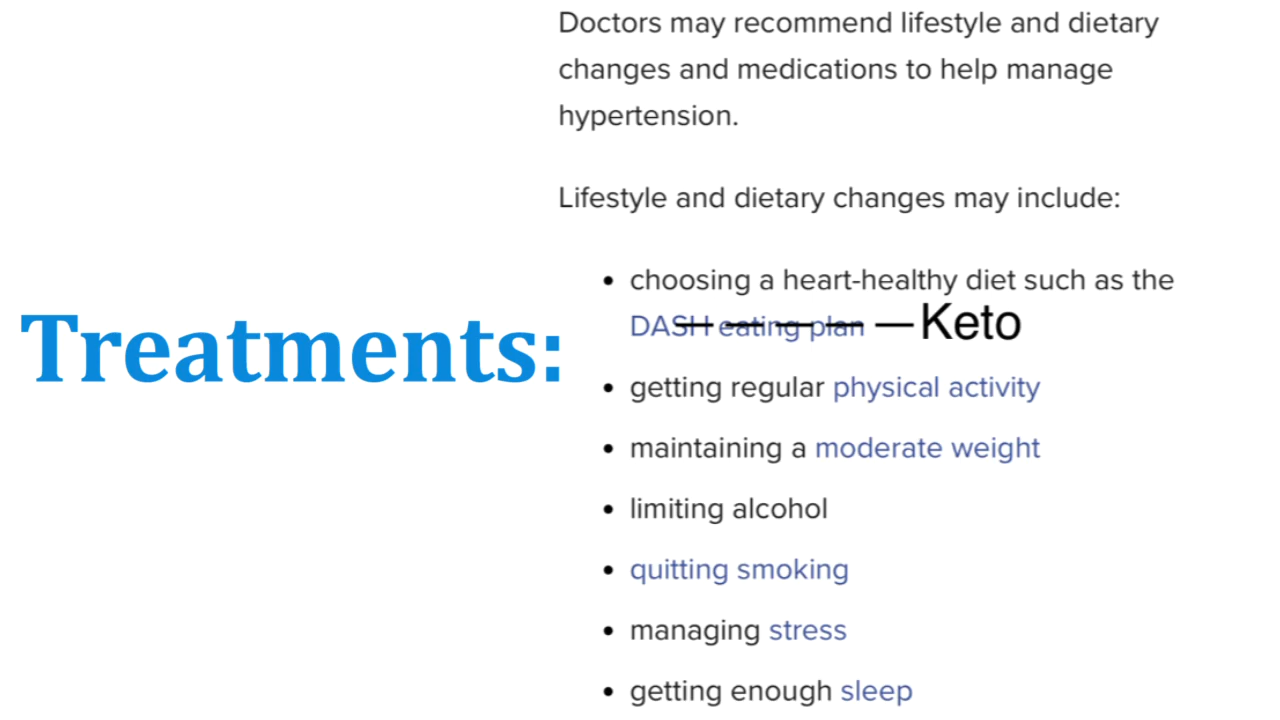 Doctors may recommend lifestyle and dietary
changes and medications to help manage
hypertension.
Lifestyle and dietary changes may include:
• choosing a heart-healthy diet such as the
DASH eating plan — Keto
Treatments:
• getting regular physical activity
• maintaining a moderate weight
• limiting alcohol
• quitting smoking
• managing stress
• getting enough sleep